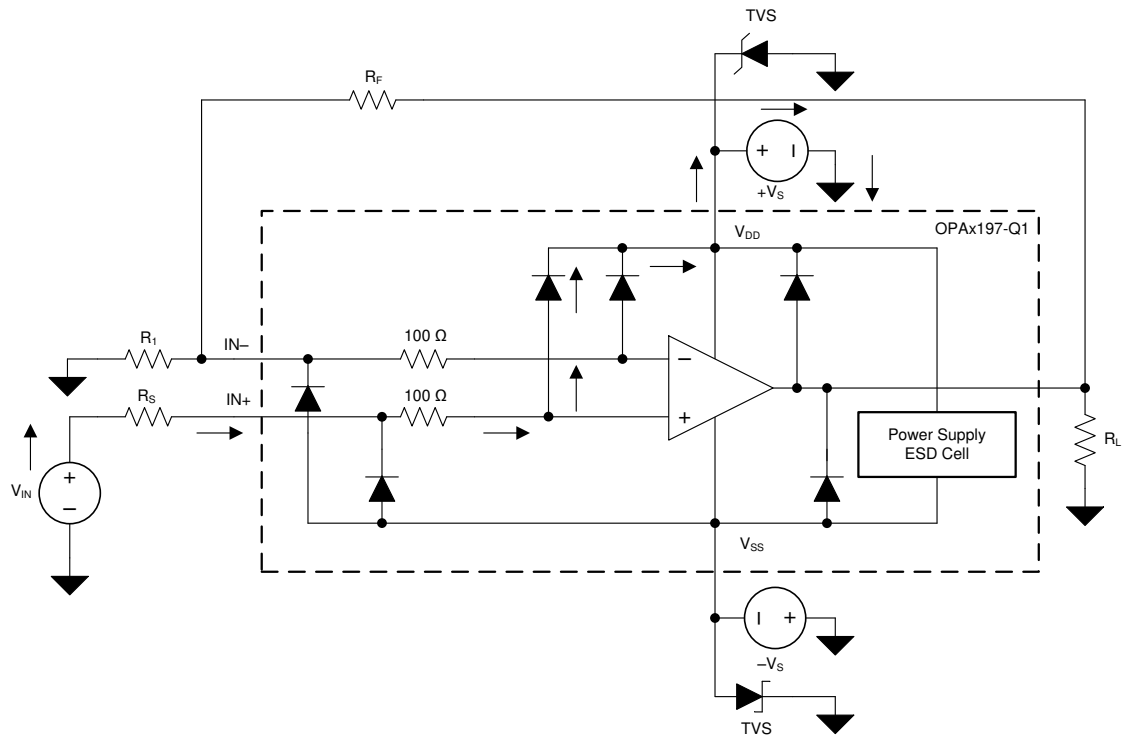 TVS
RF
+
+VS
OPAx197-Q1
VDD
R1
IN–
100 Ω
–
RS
IN+
100 Ω
+
Power Supply
ESD Cell
RL
VIN
+
–
VSS
+
–VS
TVS